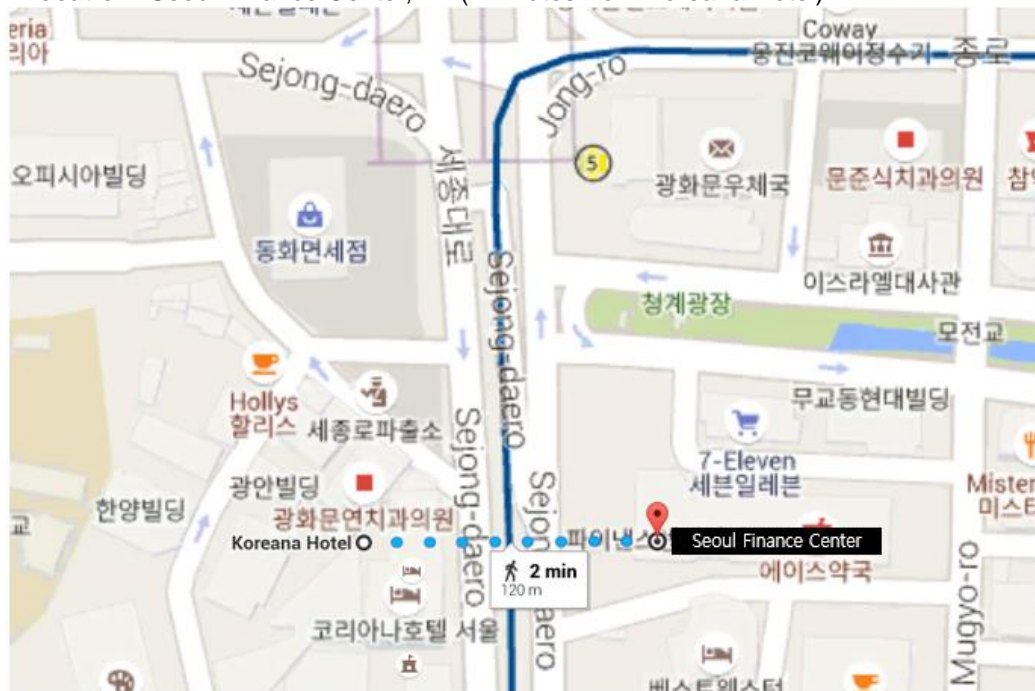 eria
리아
Coway
웅진코웨이정수기
종로
Sejong-daero
Jong-ro
세종대로
5
오피시아빌딩
광화문우체국
문준식치과의원
동화면세점
이스라엘대사관
Sejong-daero
청계광장
모전교
Hollys
할리스
세종로파출소
무교동현대빌딩
7-Eleven
세븐일레븐
Sejong-daero
광안빌딩
한양빌딩
교
광화문연치과의원
Koreana Hotel
Seoul Finance Center
2 min
120 m
에이스약국
코리아나호텔 서울
Mugyo-ro